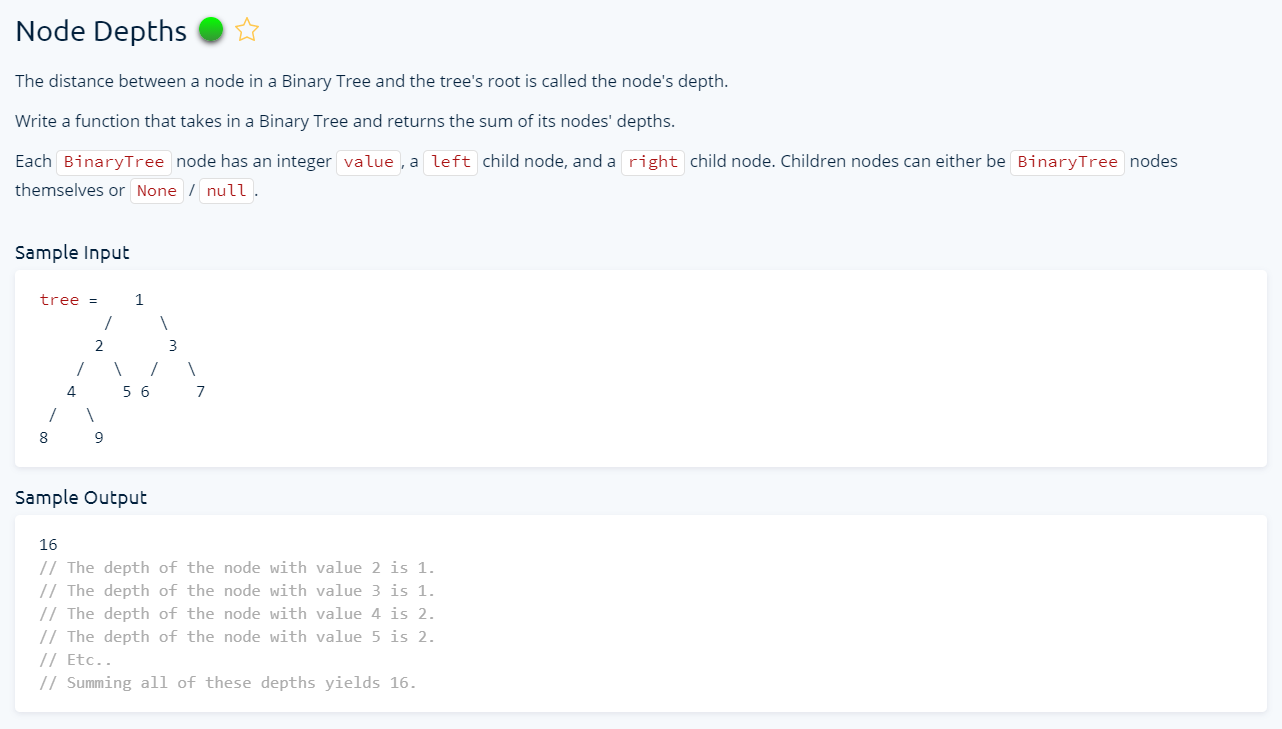 Node Depths
The distance between a node in a Binary Tree and the tree's root is called the node's depth.
Write a function that takes in a Binary Tree and returns the sum of its nodes' depths.
Each BinaryTree node has an integer value, a left child node, and a right child node. Children nodes can either be BinaryTree nodes
themselves or None / null.
Sample Input
tree =    1
       /     \
      2       3
    /   \   /   \
   4     5 6     7
 /   \
8     9
Sample Output
16
// The depth of the node with value 2 is 1.
// The depth of the node with value 3 is 1.
// The depth of the node with value 4 is 2.
// The depth of the node with value 5 is 2.
// Etc..
// Summing all of these depths yields 16.